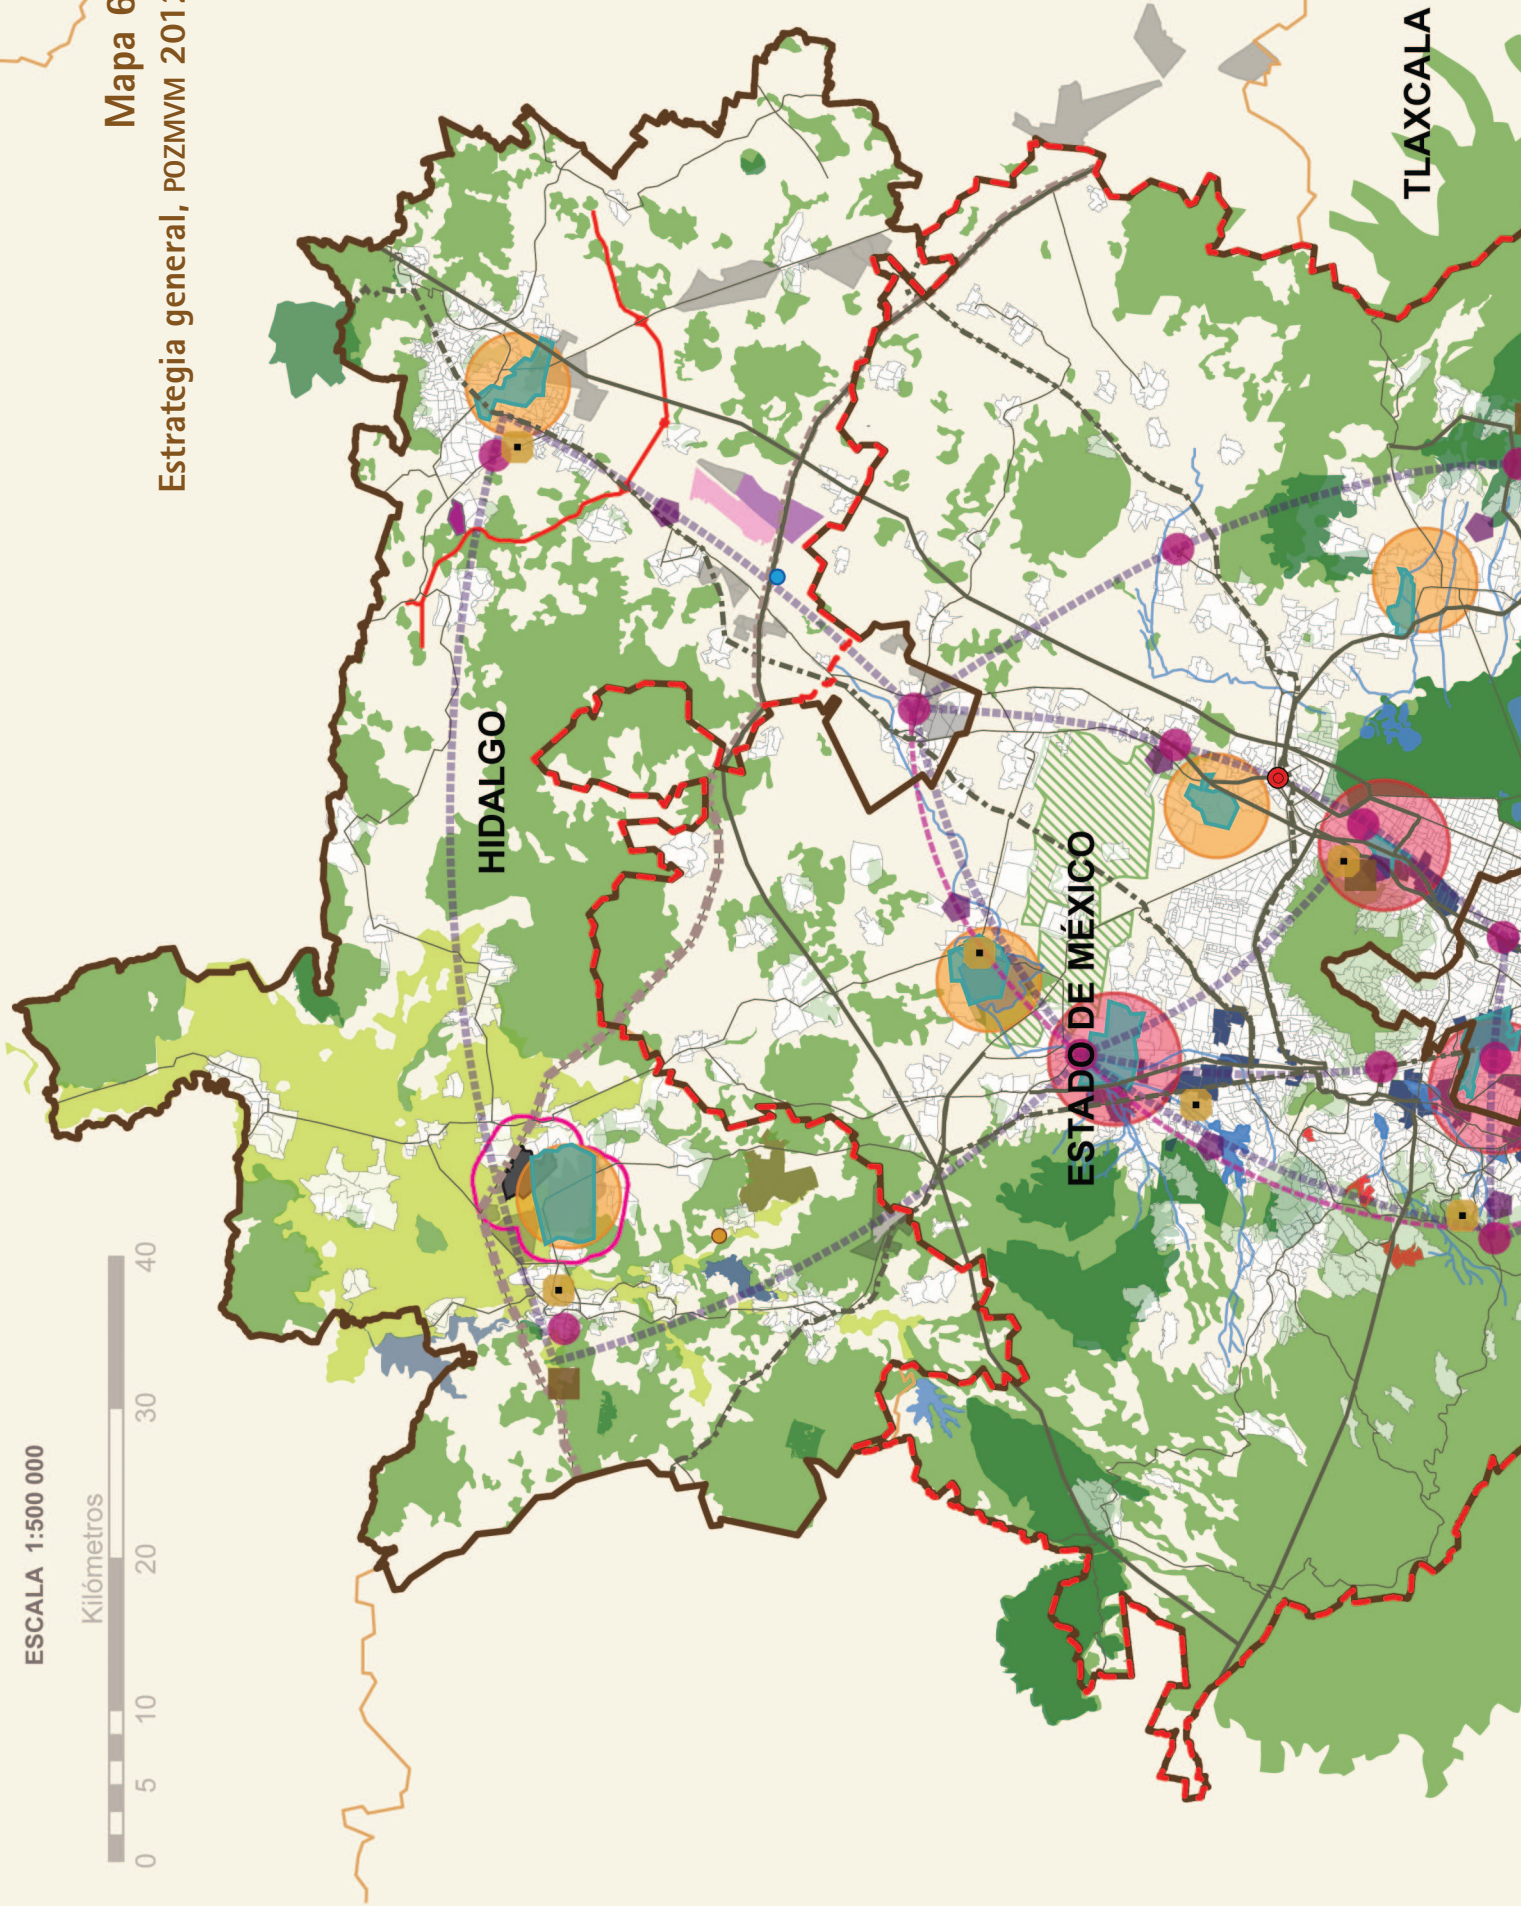 Mapa 6
Estrategia general, POZMVM 2012
ESCALA 1:500 000
Kilómetros
0 5 10 20 30 40
HIDALGO
ESTADO DE MÉXICO
TLAXCALA